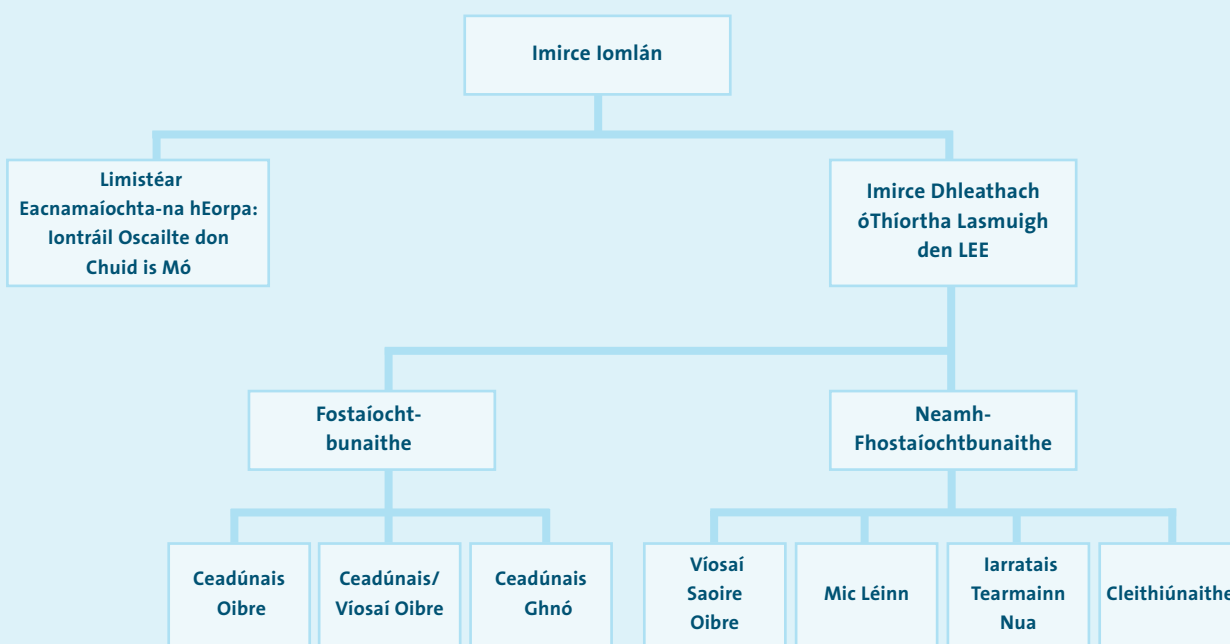 Imirce Iomlán
Limistéar
Eacnamaíochta-na hEorpa:
Iontráil Oscailte don
Chuid is Mó
Imirce Dhleathach
óThíortha Lasmuigh
den LEE
Fostaíocht-
bunaithe
Neamh-
Fhostaíochtbunaithe
Ceadúnais
Oibre
Ceadúnais/
Víosaí Oibre
Ceadúnais
Ghnó
Víosaí
Saoire
Oibre
Mic Léinn
Iarratais
Tearmainn
Nua
Cleithiúnaithe